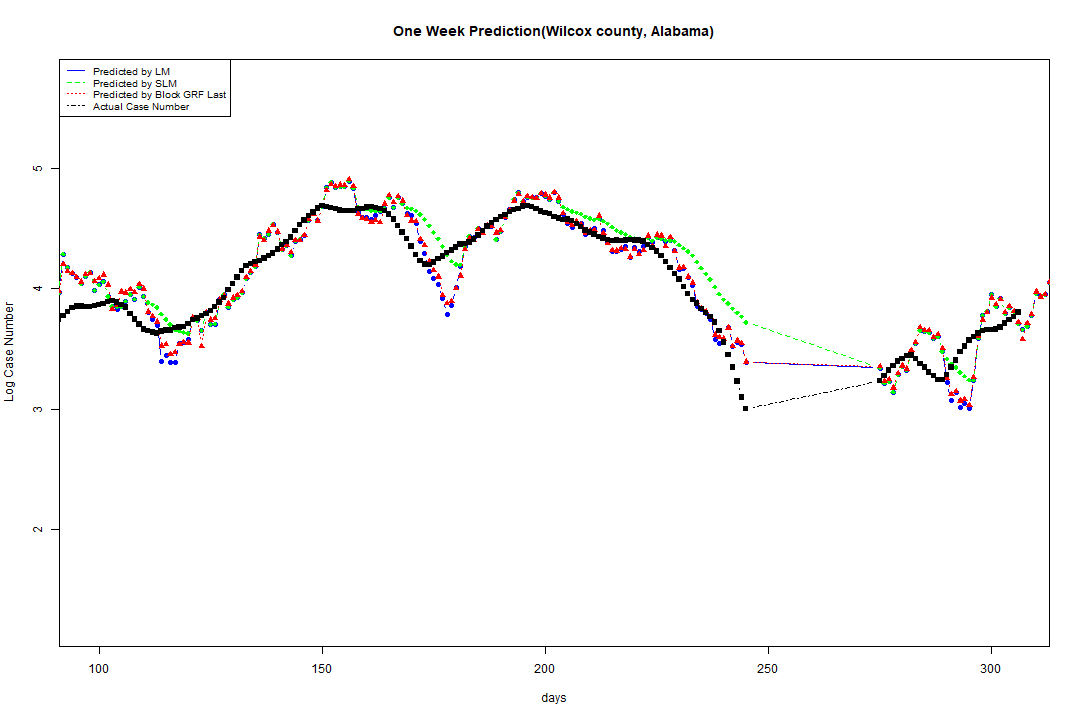 One Week Prediction(Wilcox county, Alabama)
Predicted by LM
Predicted by SLM
Predicted by Block GRF Last
Actual Case Number
5
4
3
2
Log Case Number
100 150 200 250 300
days